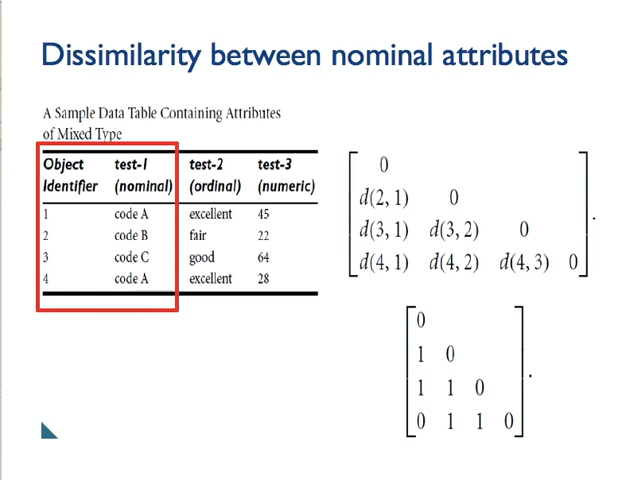 Dissimilarity between nominal attributes
A Sample Data Table Containing Attributes
of Mixed Type
Object Identifier test-1 (nominal) test-2 (ordinal) test-3 (numeric)
1 code A excellent 45
2 code B fair 22
3 code C good 64
4 code A excellent 28
0
d(2, 1) 0
d(3, 1) d(3, 2) 0
d(4, 1) d(4, 2) d(4, 3) 0
.
0
1 0
1 1 0
0 1 1 0
.